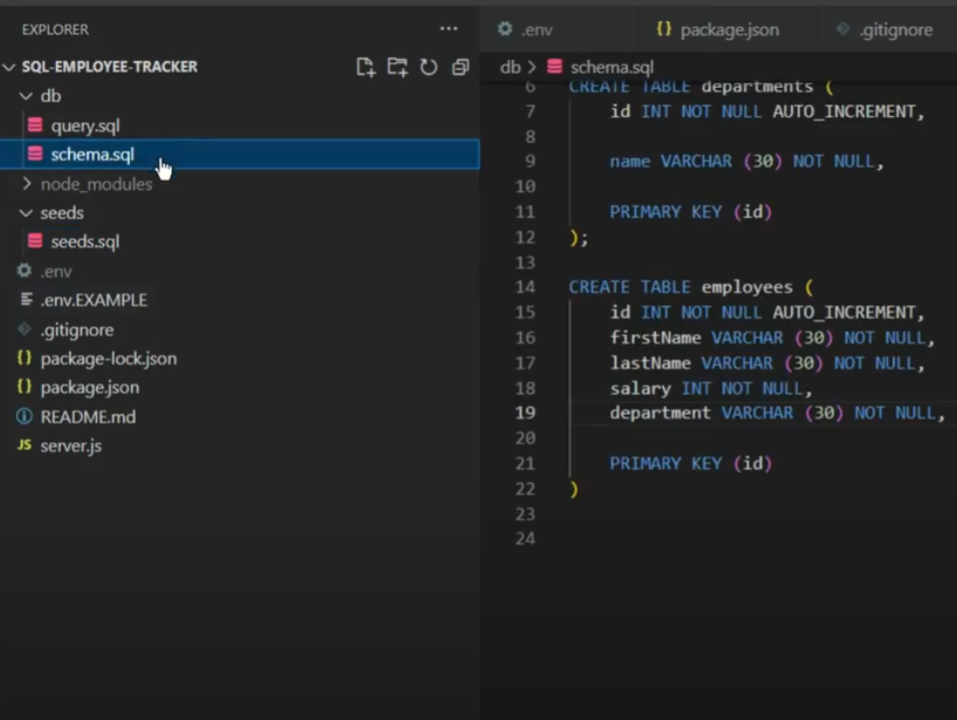 EXPLORER
...
SQL-EMPLOYEE-TRACKER
db
query.sql
schema.sql
node_modules
seeds
seeds.sql
.env
.env.EXAMPLE
.gitignore
{} package-lock.json
{} package.json
README.md
JS server.js
.env {} package.json .gitignore
db > schema.sql
6 CREATE TABLE departments (
7 id INT NOT NULL AUTO_INCREMENT,
8
9 name VARCHAR (30) NOT NULL,
10
11 PRIMARY KEY (id)
12 );
13
14 CREATE TABLE employees (
15 id INT NOT NULL AUTO_INCREMENT,
16 firstName VARCHAR (30) NOT NULL,
17 lastName VARCHAR (30) NOT NULL,
18 salary INT NOT NULL,
19 department VARCHAR (30) NOT NULL,
20
21 PRIMARY KEY (id)
22 )
23
24